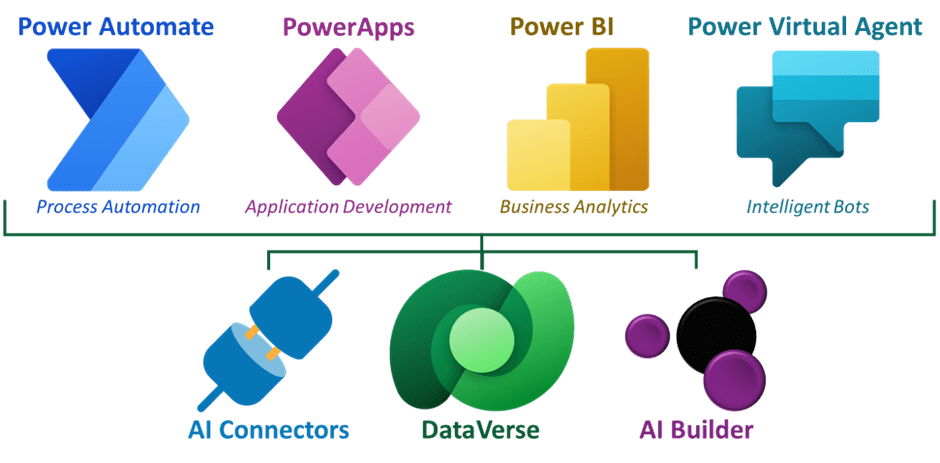 Power Automate
PowerApps
Power BI
Power Virtual Agent
Process Automation
Application Development
Business Analytics
Intelligent Bots
AI Connectors
DataVerse
AI Builder